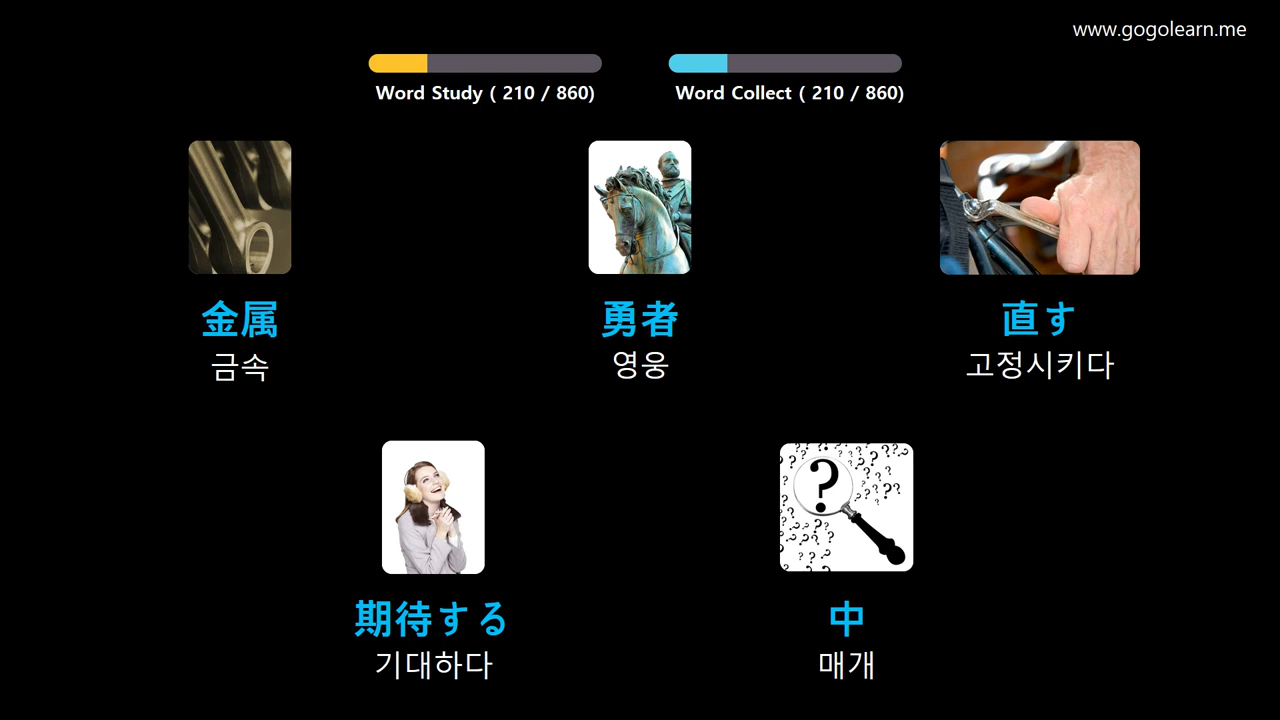 www.gogolearn.me
Word Study ( 210 / 860)
Word Collect ( 210 / 860)
金属
금속
勇者
영웅
直す
고정시키다
期待する
기대하다
中
매개